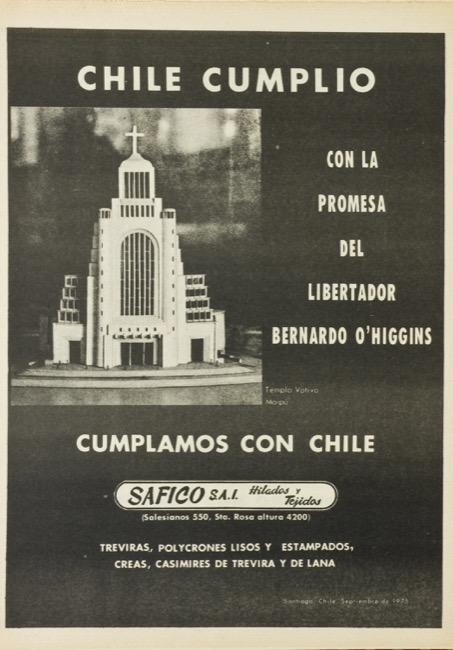 CHILE CUMPLIO
CON LA
PROMESA
DEL
LIBERTADOR
BERNARDO O'HIGGINS
Templo Votivo
Maipú
CUMPLAMOS CON CHILE
SAFICO S.A.I. Hilados y Tejidos
(Salesianos 550, Sta. Rosa altura 4200)
TREVIRAS, POLYCRONES LISOS Y ESTAMPADOS,
CREAS, CASIMIRES DE TREVIRA Y DE LANA
Santiago, Chile, Septiembre de 1975